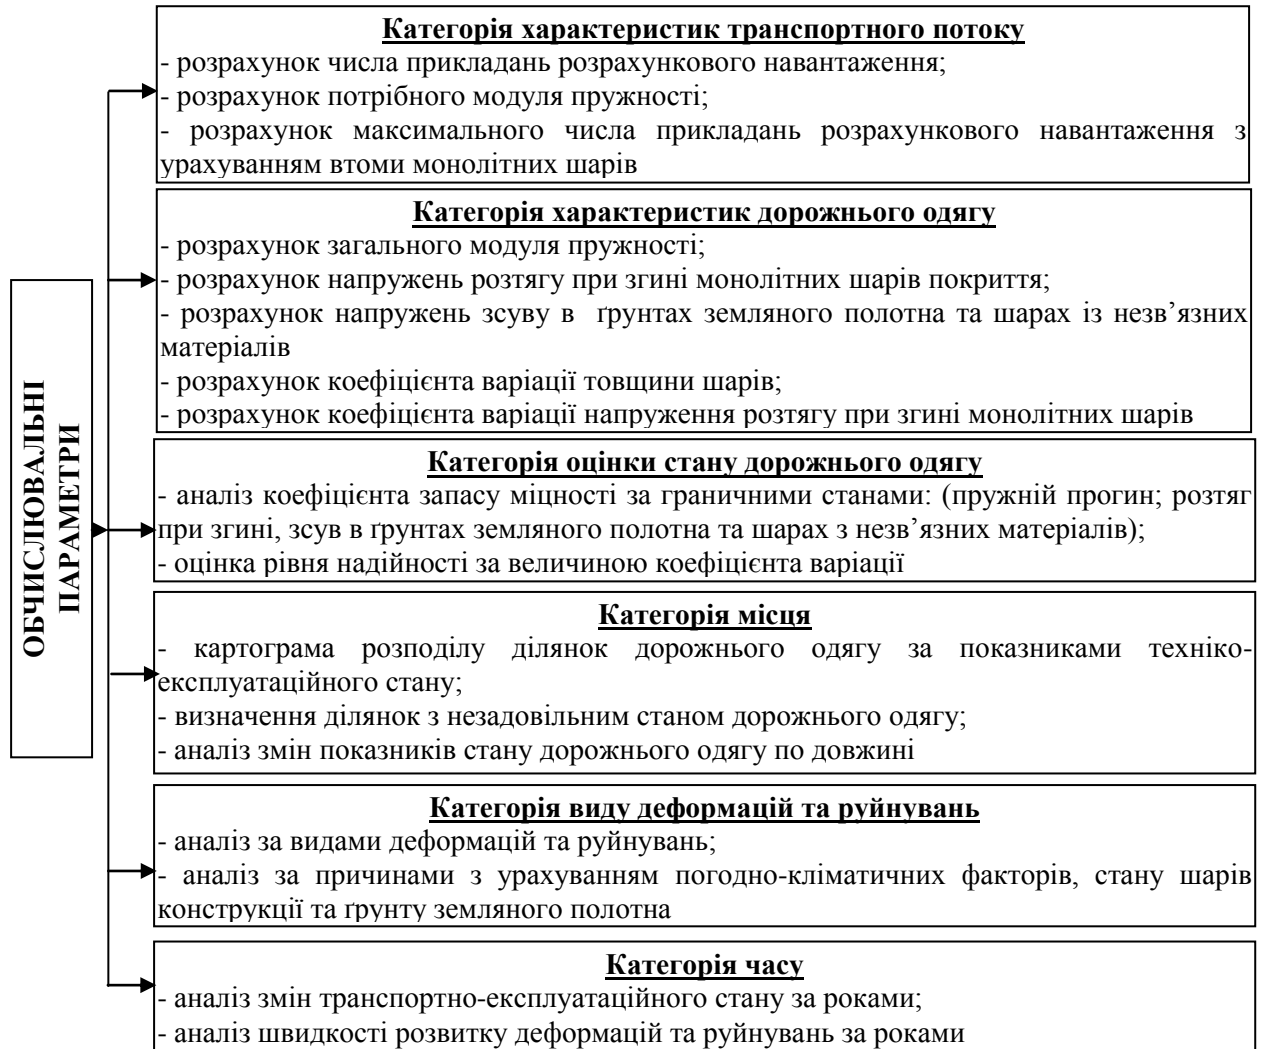 ОБЧИСЛЮВАЛЬНІ
ПАРАМЕТРИ
Категорія характеристик транспортного потоку
- розрахунок числа прикладань розрахункового навантаження;
- розрахунок потрібного модуля пружності;
- розрахунок максимального числа прикладань розрахункового навантаження з
урахуванням втоми монолітних шарів
Категорія характеристик дорожнього одягу
- розрахунок загального модуля пружності;
- розрахунок напружень розтягу при згині монолітних шарів покриття;
- розрахунок напружень зсуву в ґрунтах земляного полотна та шарах із незв’язних
матеріалів
- розрахунок коефіцієнта варіації товщини шарів;
- розрахунок коефіцієнта варіації напруження розтягу при згині монолітних шарів
Категорія оцінки стану дорожнього одягу
- аналіз коефіцієнта запасу міцності за граничними станами: (пружній прогин; розтяг
при згині, зсув в ґрунтах земляного полотна та шарах з незв’язних матеріалів);
- оцінка рівня надійності за величиною коефіцієнта варіації
Категорія місця
- картограма розподілу ділянок дорожнього одягу за показниками техніко-
експлуатаційного стану;
- визначення ділянок з незадовільним станом дорожнього одягу;
- аналіз змін показників стану дорожнього одягу по довжині
Категорія виду деформацій та руйнувань
- аналіз за видами деформацій та руйнувань;
- аналіз за причинами з урахуванням погодно-кліматичних факторів, стану шарів
конструкції та ґрунту земляного полотна
Категорія часу
- аналіз змін транспортно-експлуатаційного стану за роками;
- аналіз швидкості розвитку деформацій та руйнувань за роками